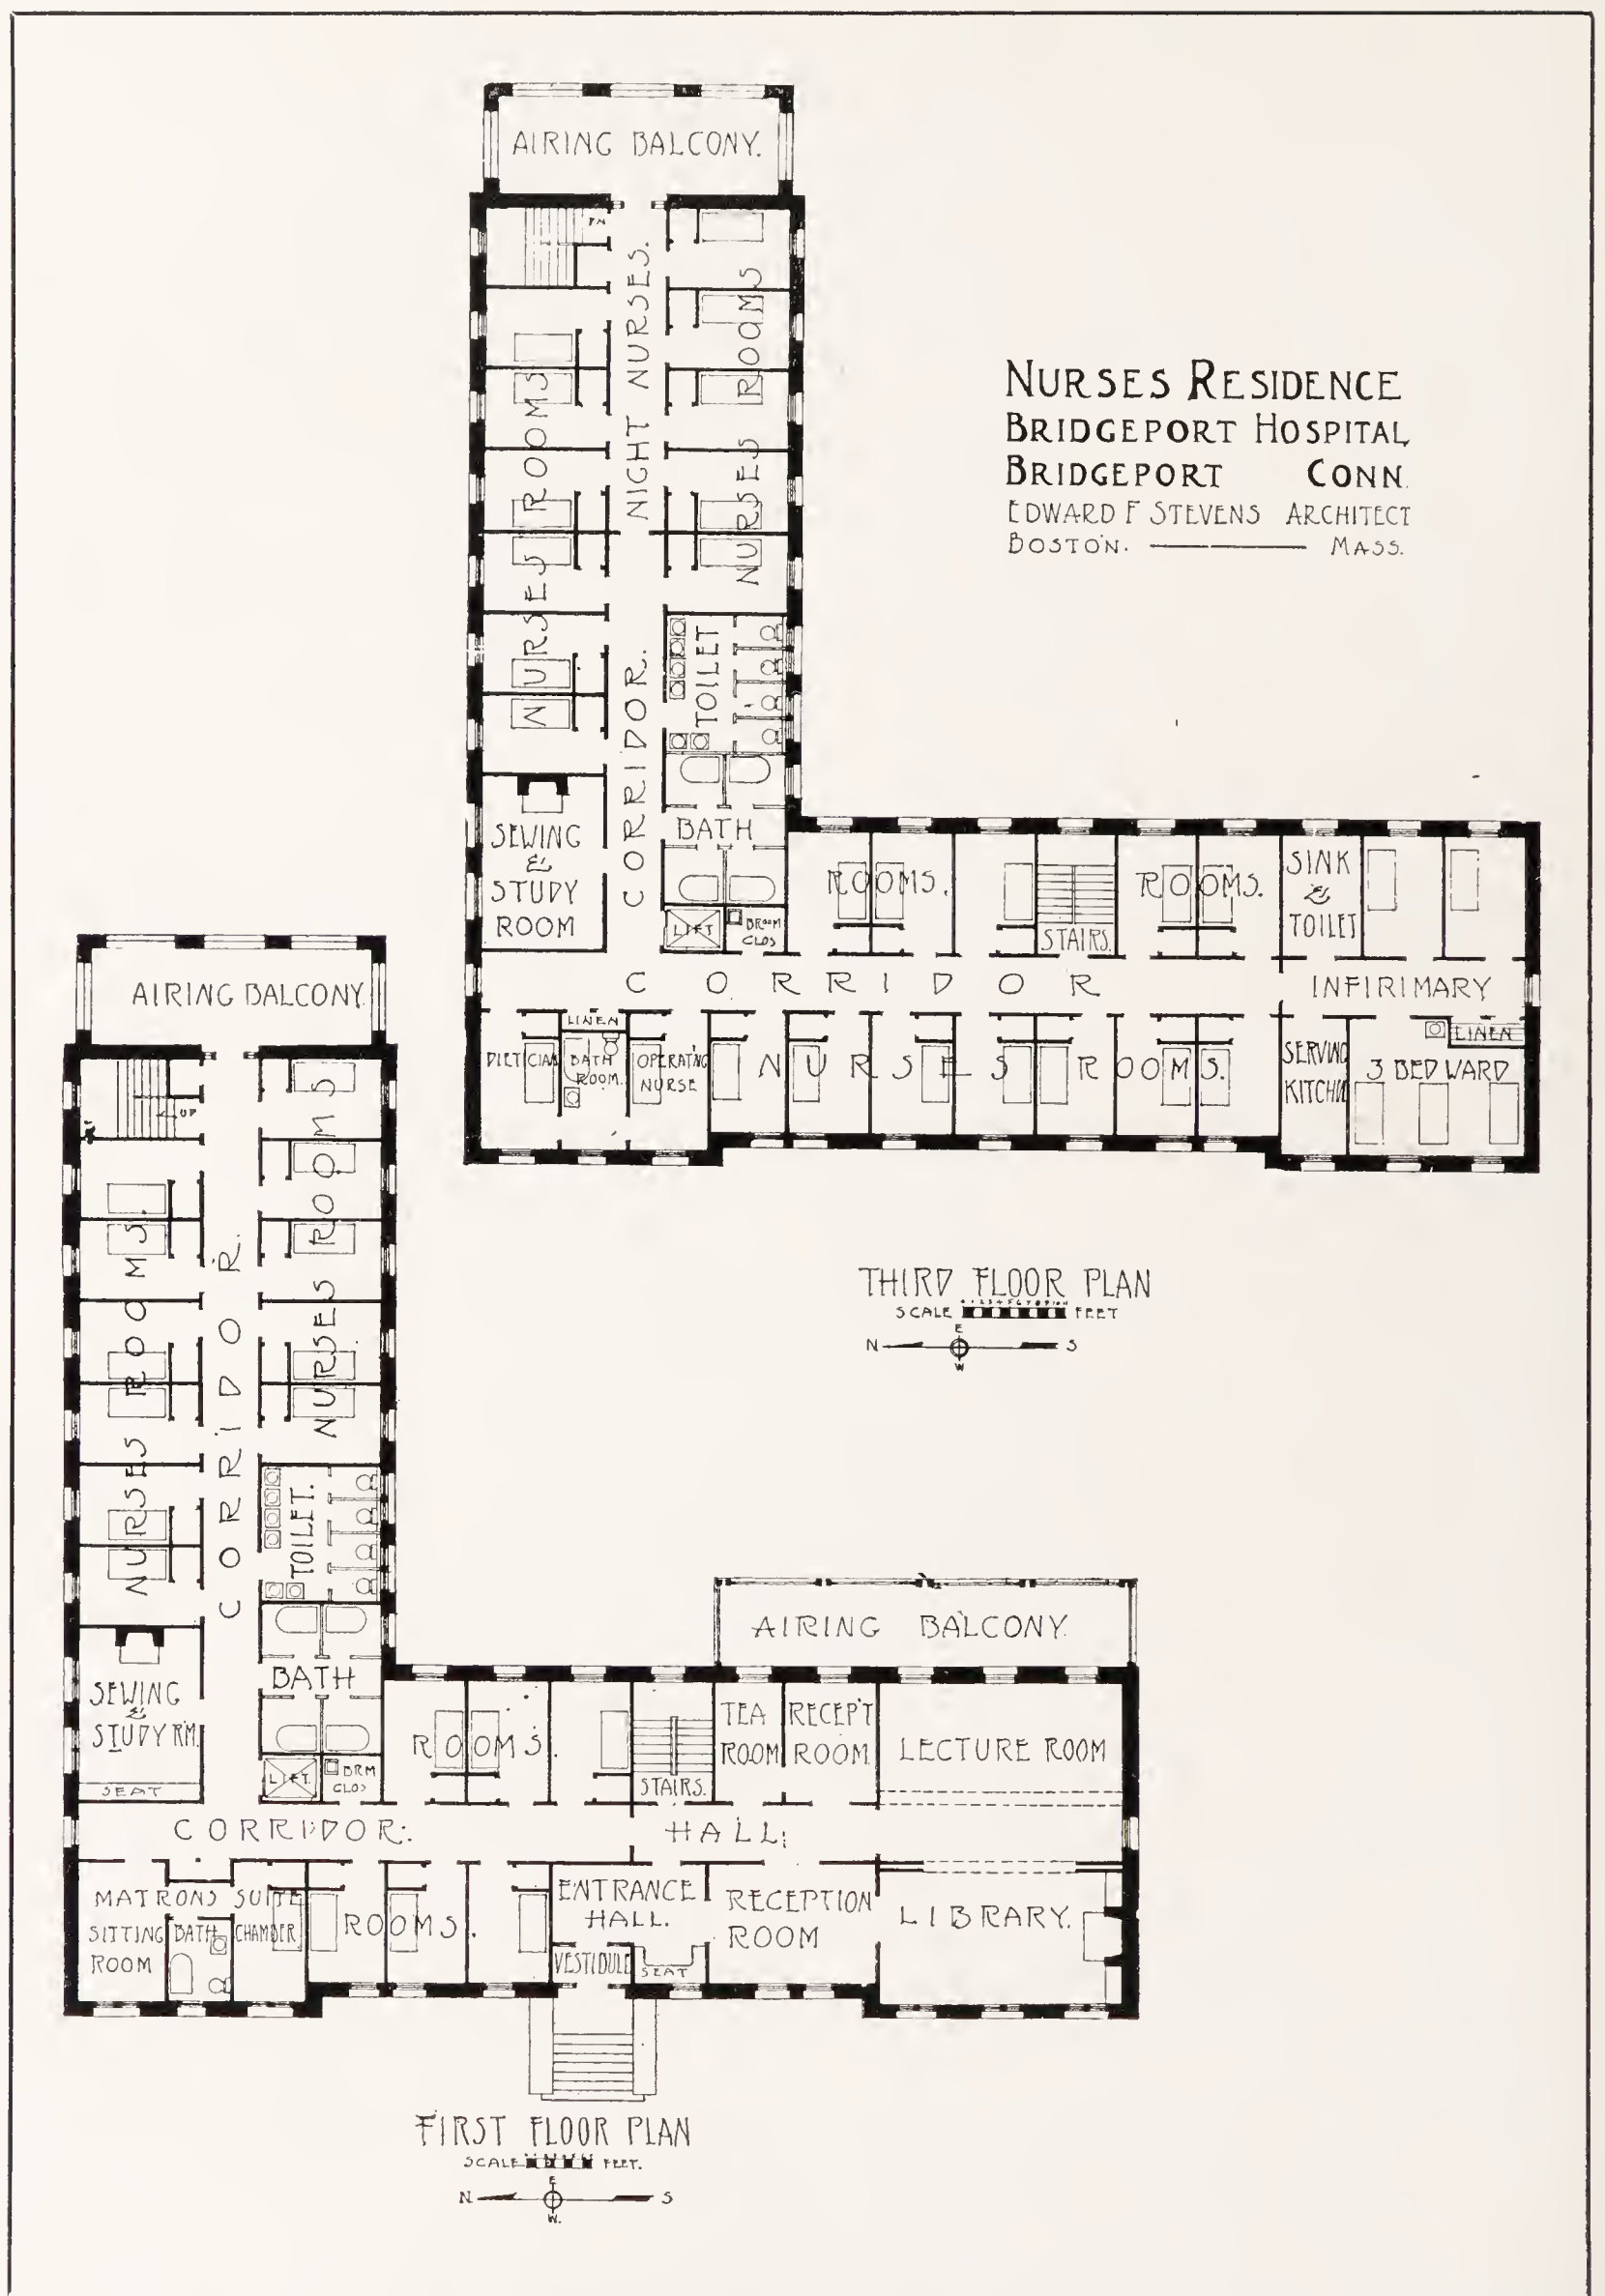 AIRING BALCONY.
DN
NIGHT NURSES.
NURSES ROOMS
NURSES ROOMS
NURSES RESIDENCE
BRIDGEPORT HOSPITAL
BRIDGEPORT CONN.
EDWARD F STEVENS ARCHITECT
BOSTON. MASS.
TOILET
CORRIDOR.
SEWING
&
STUDY
ROOM
BATH
LIFT
BROOM
CLOS
ROOMS.
STAIRS.
ROOMS.
SINK
&
TOILET
CORRIDOR
INFIRIMARY
LINEN
DIETICIAN
BATH
ROOM.
OPERATING
NURSE
NURSES ROOMS.
SERVING
KITCHN
LINEN
3 BED WARD
THIRD FLOOR PLAN
SCALE FEET
E
N S
W
AIRING BALCONY.
UP
NURSES ROOMS.
CORRIDOR.
NURSES ROOMS
TOILET.
SEWING
&
STUDY RM.
SEAT
BATH
LIFT.
BRM
CLOS
ROOMS.
STAIRS.
AIRING BALCONY.
TEA
ROOM
RECEPT
ROOM
LECTURE ROOM
CORRIDOR.
HALL.
MATRONS SUITE
SITTING
ROOM
BATH
CHAMBER
ROOMS.
ENTRANCE
HALL.
VESTIBULE
SEAT
RECEPTION
ROOM
LIBRARY.
FIRST FLOOR PLAN
SCALE FEET.
E
N S
W.